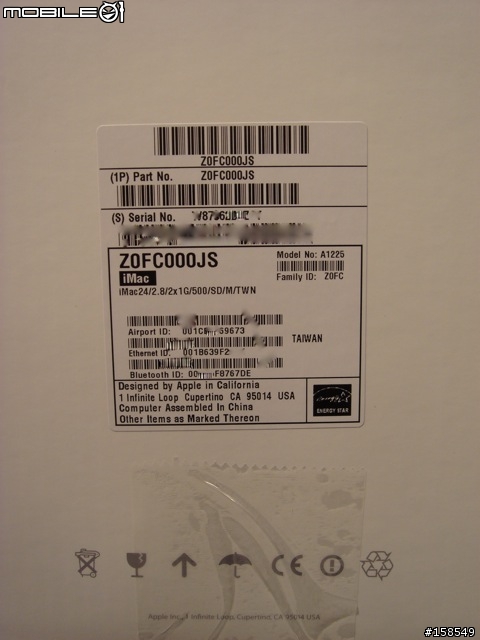 MOBILE01
Z0FC000JS
(1P) Part No. Z0FC000JS
(S) Serial No.
Z0FC000JS
Model No: A1225
iMac
Family ID: Z0FC
iMac24/2.8/2x1G/500/SD/M/TWN
Airport ID:
TAIWAN
Ethernet ID: 001B639F2
Bluetooth ID:
Designed by Apple in California
1 Infinite Loop Cupertino CA 95014 USA
Computer Assembled In China
Other Items as Marked Thereon
ENERGY STAR
CE
Apple Inc., 1 Infinite Loop, Cupertino, CA 95014 USA
#158549